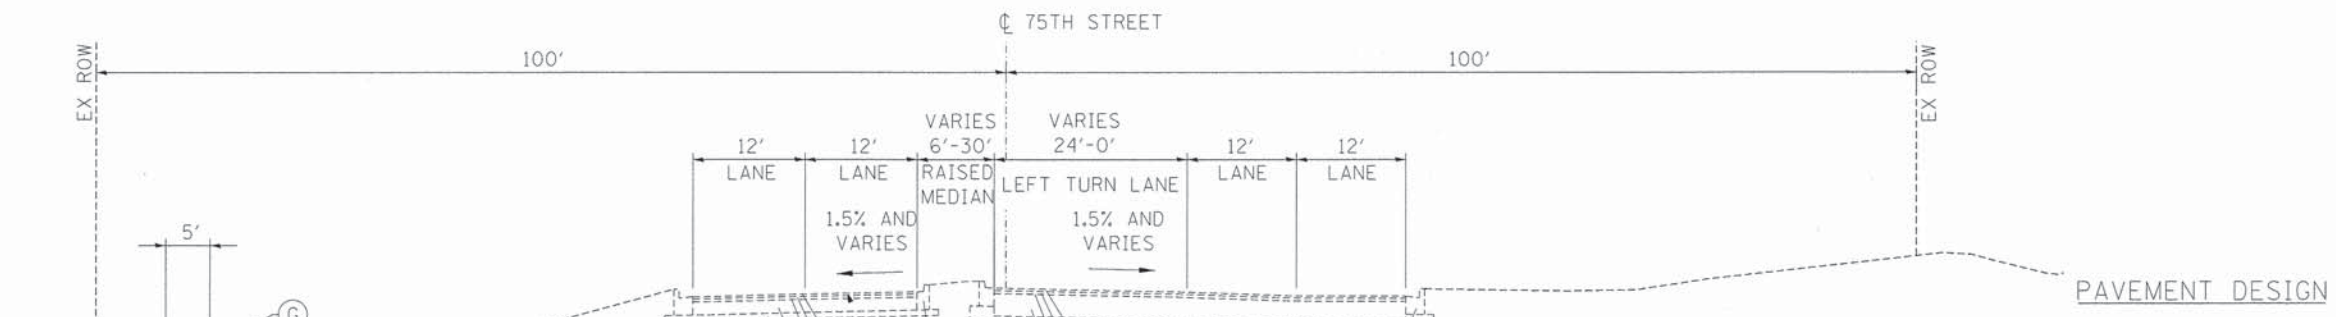 ℄ 75TH STREET
EX ROW
100′
100′
EX ROW
VARIES
6′-30′
RAISED
MEDIAN
VARIES
24′-0′
LEFT TURN LANE
12′
LANE
12′
LANE
12′
LANE
12′
LANE
1.5% AND
VARIES
1.5% AND
VARIES
5′
G
PAVEMENT DESIGN